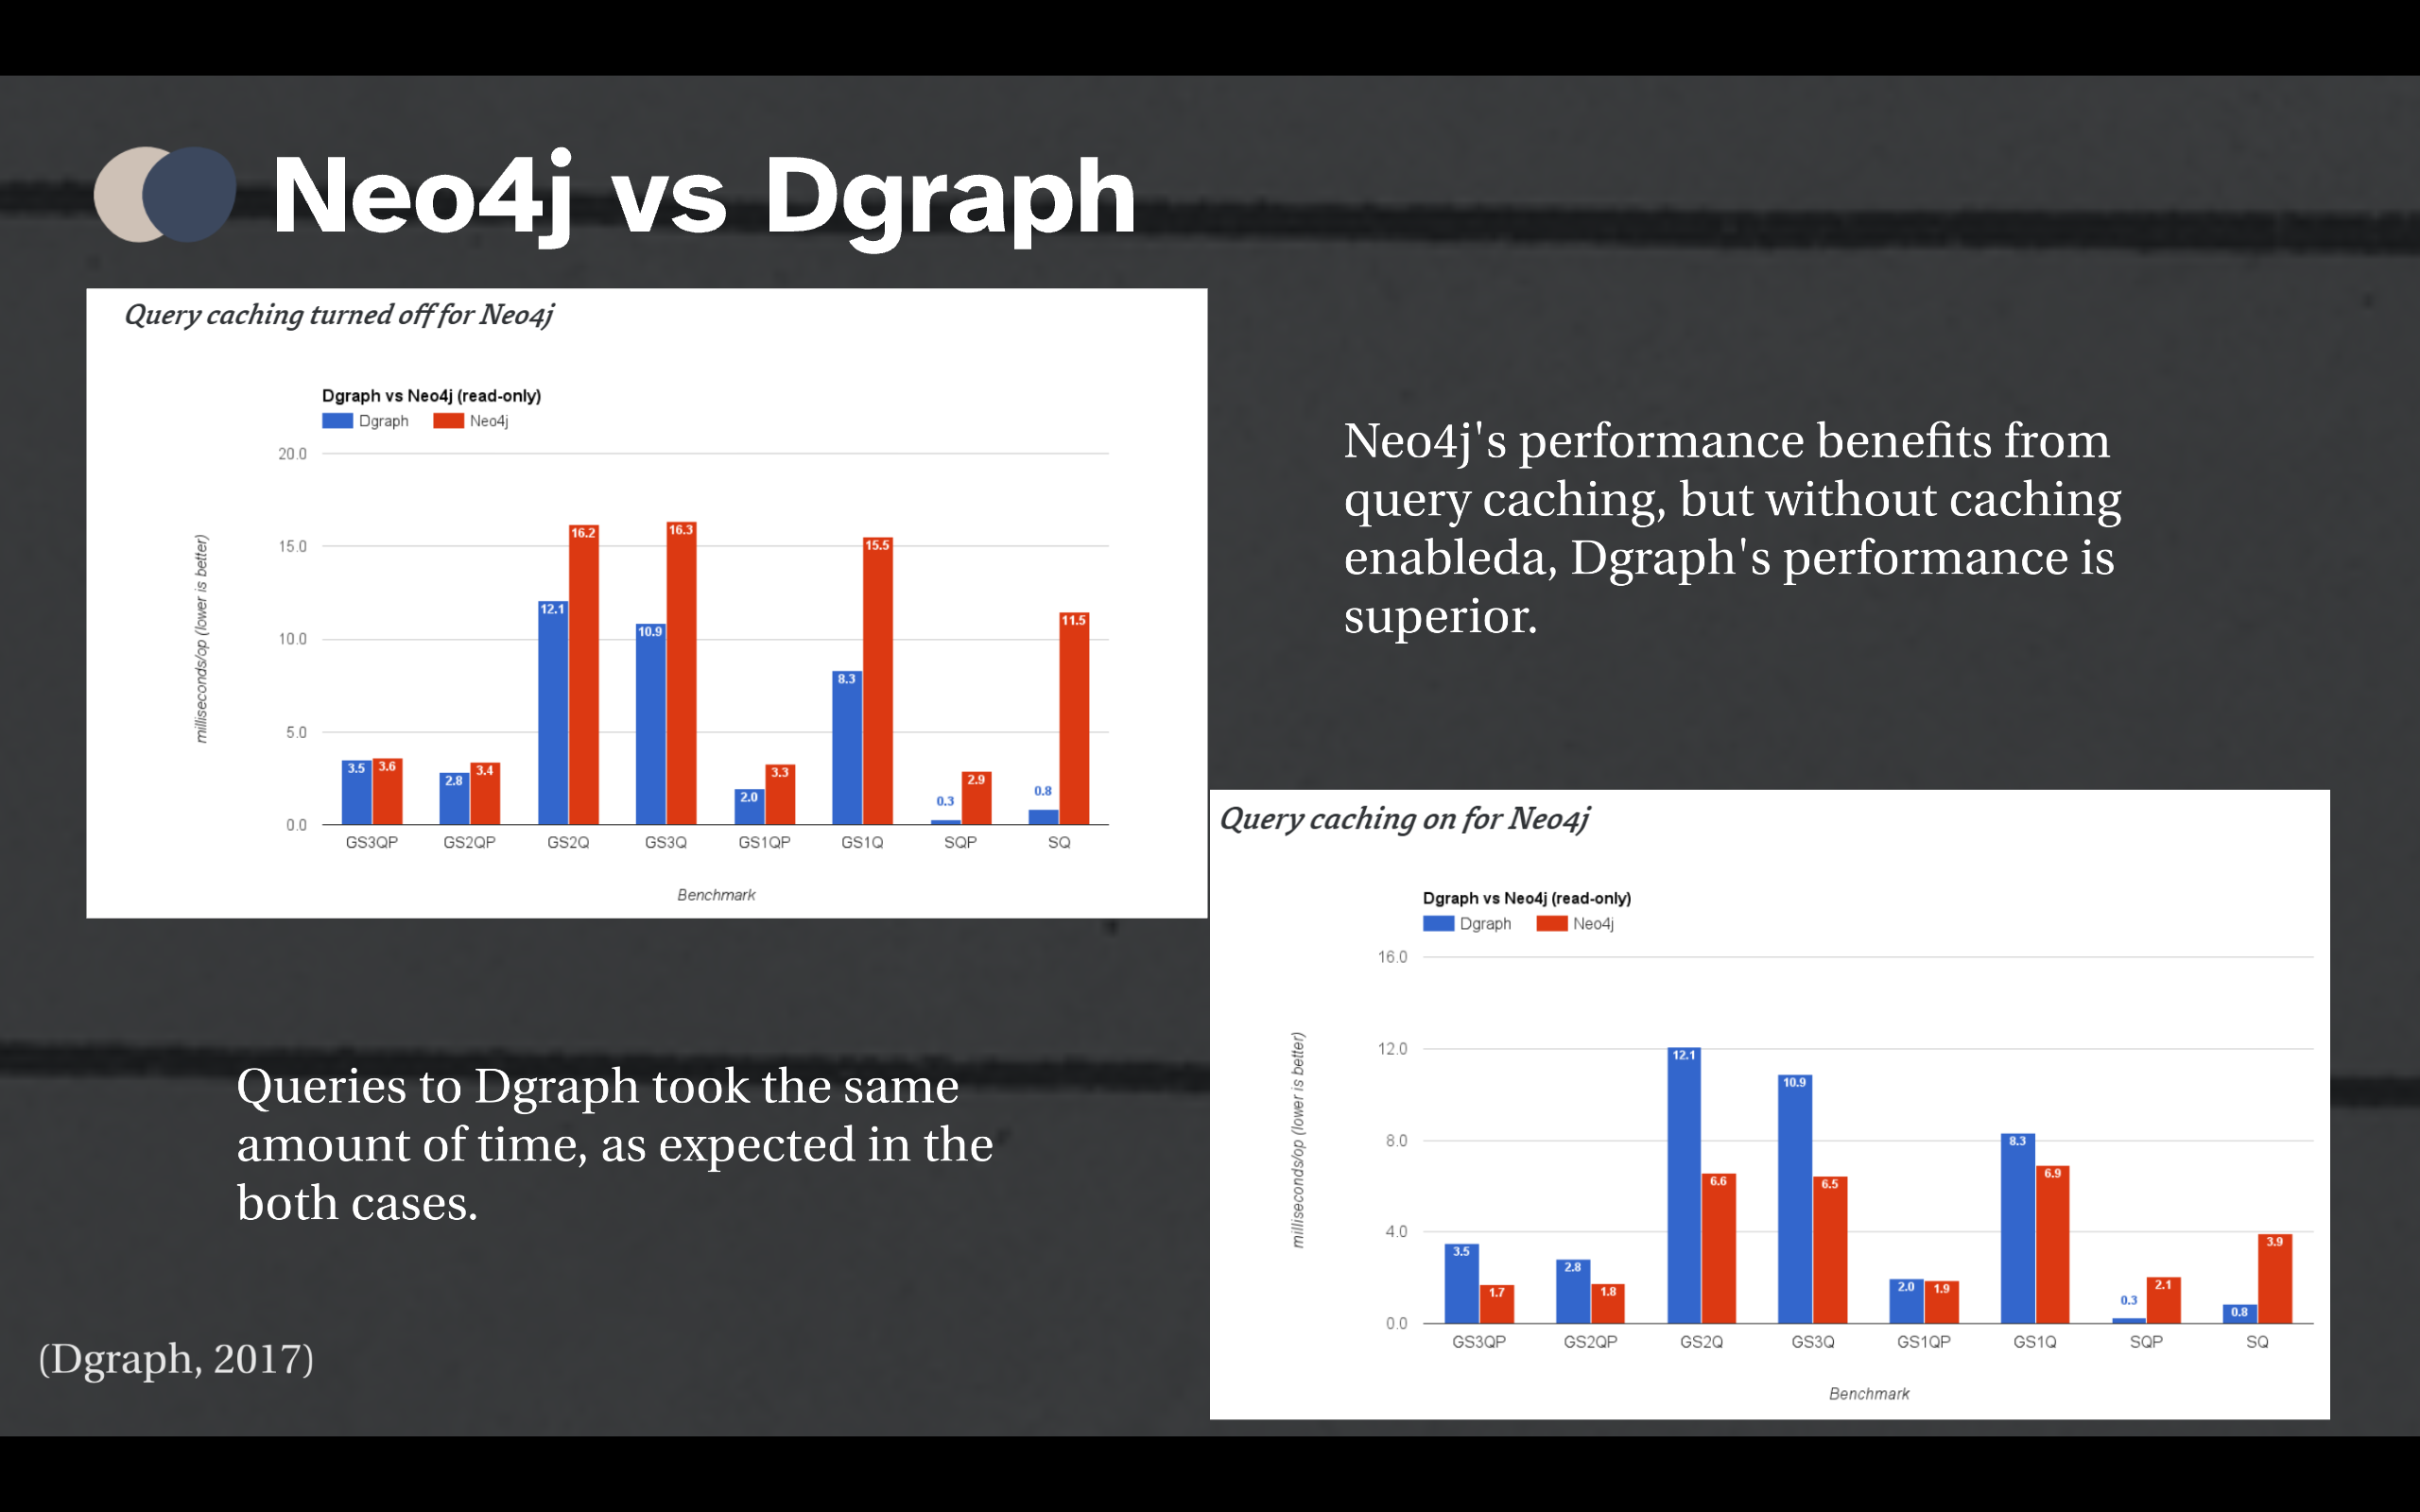 Neo4j vs Dgraph
Query caching turned off for Neo4j
Dgraph vs Neo4j (read-only)
Dgraph Neo4j
milliseconds/op (lower is better)
20.0
15.0
10.0
5.0
0.0
3.5 3.6
2.8 3.4
12.1 16.2
10.9 16.3
2.0 3.3
8.3 15.5
0.3 2.9
0.8 11.5
GS3QP GS2QP GS2Q GS3Q GS1QP GS1Q SQP SQ
Benchmark
Neo4j's performance benefits from
query caching, but without caching
enableda, Dgraph's performance is
superior.
Queries to Dgraph took the same
amount of time, as expected in the
both cases.
Query caching on for Neo4j
Dgraph vs Neo4j (read-only)
Dgraph Neo4j
milliseconds/op (lower is better)
16.0
12.0
8.0
4.0
0.0
3.5 1.7
2.8 1.8
12.1 6.6
10.9 6.5
2.0 1.9
8.3 6.9
0.3 2.1
0.8 3.9
GS3QP GS2QP GS2Q GS3Q GS1QP GS1Q SQP SQ
Benchmark
(Dgraph, 2017)